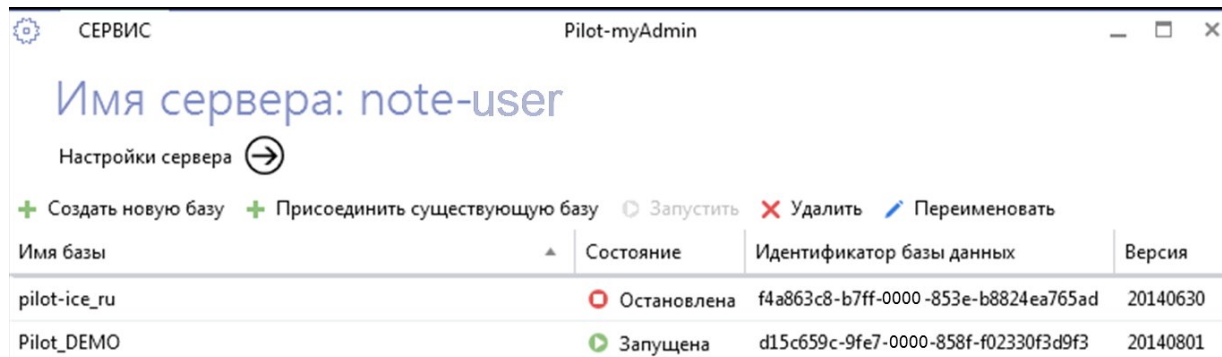 СЕРВИС Pilot-myAdmin
Имя сервера: note-user
Настройки сервера
Создать новую базу Присоединить существующую базу Запустить Удалить Переименовать
Имя базы Состояние Идентификатор базы данных Версия
pilot-ice_ru Остановлена f4a863c8-b7ff-0000-853e-b8824ea765ad 20140630
Pilot_DEMO Запущена d15c659c-9fe7-0000-858f-f02330f3d9f3 20140801